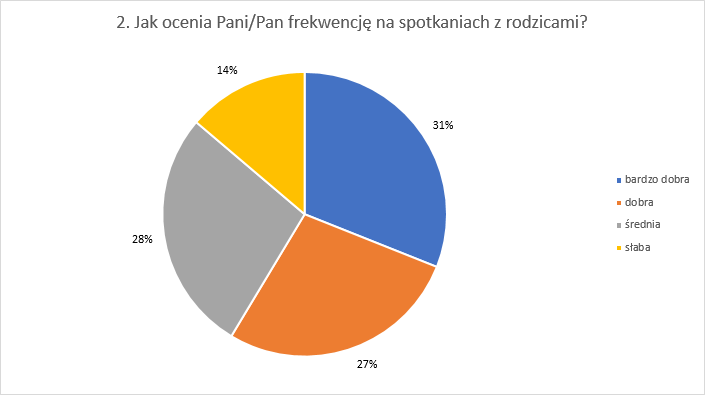 2. Jak ocenia Pani/Pan frekwencję na spotkaniach z rodzicami?
14%
31%
28%
27%
bardzo dobra
dobra
średnia
słaba